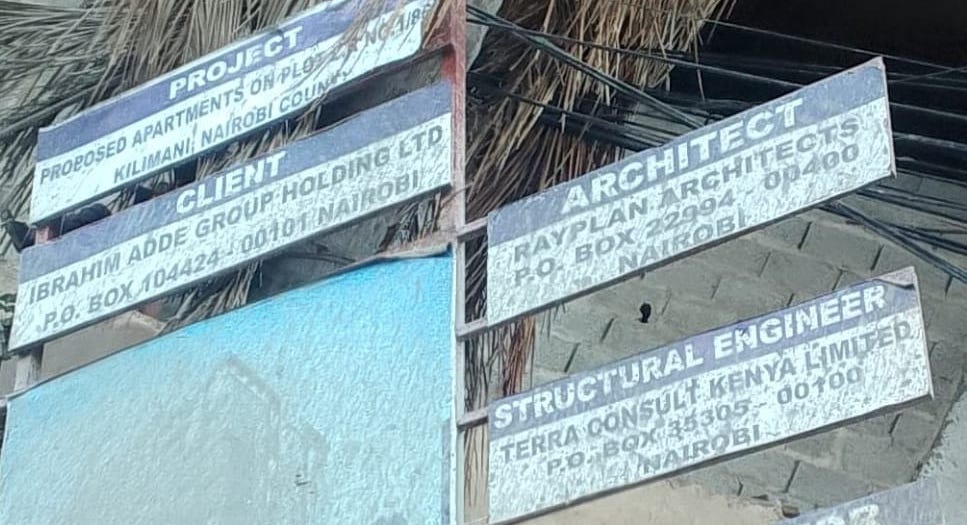 PROJECT
PROPOSED APARTMENTS ON PLOT
KILIMANI, NAIROBI COUNTY
CLIENT
IBRAHIM ADDE GROUP HOLDING LTD
P.O. BOX 104424 - 00101 NAIROBI
ARCHITECT
RAYPLAN ARCHITECTS
P.O. BOX 22994 - 00400
NAIROBI
STRUCTURAL ENGINEER
TERRA CONSULT KENYA LIMITED
P.O. BOX 35305 - 00100
NAIROBI